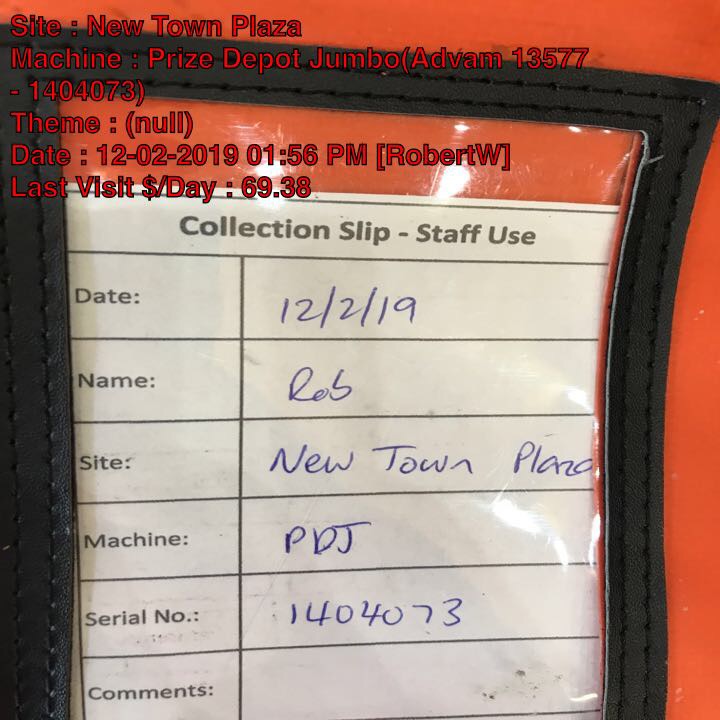 Site : New Town Plaza
Machine : Prize Depot Jumbo(Advam 13577
- 1404073)
Theme : (null)
Date : 12-02-2019 01:56 PM [RobertW]
Last Visit $/Day : 69.38
Collection Slip - Staff Use
Date: 12/2/19
Name: Rob
Site: New Town Plaza
Machine: PDJ
Serial No.: 1404073
Comments: